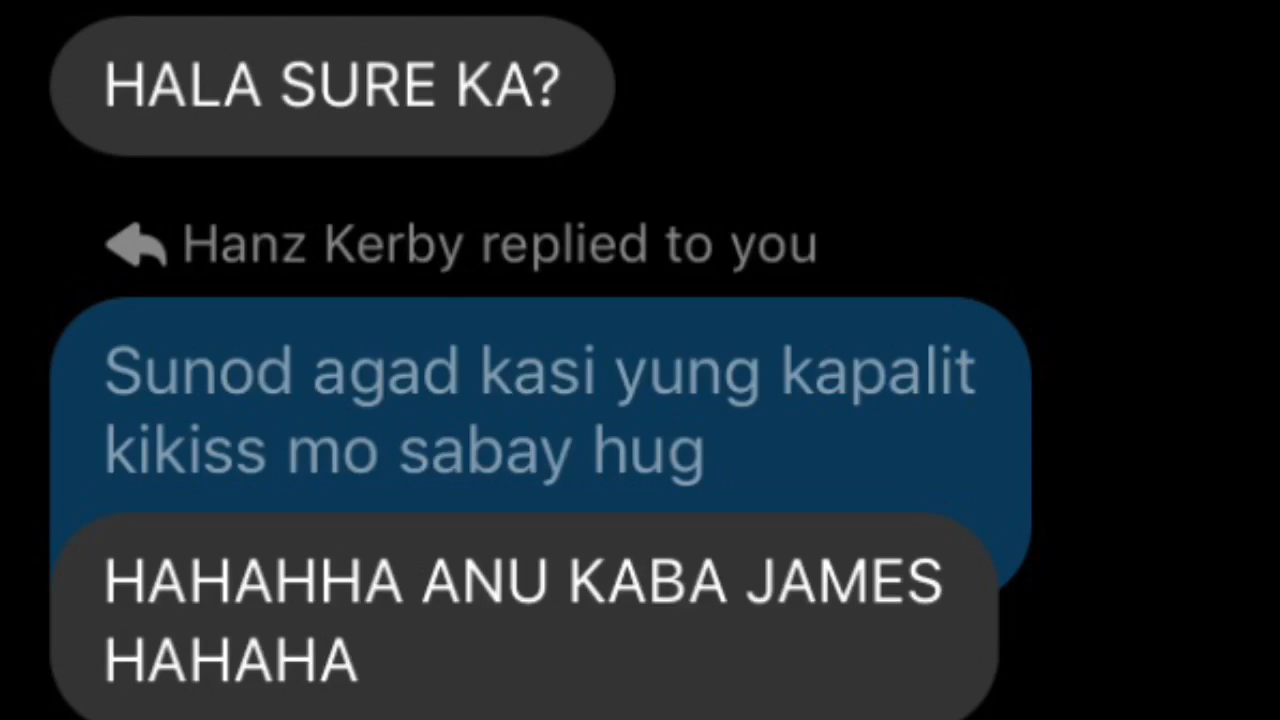 HALA SURE KA?
Hanz Kerby replied to you
Sunod agad kasi yung kapalit
kikiss mo sabay hug
HAHAHHA ANU KABA JAMES
HAHAHA